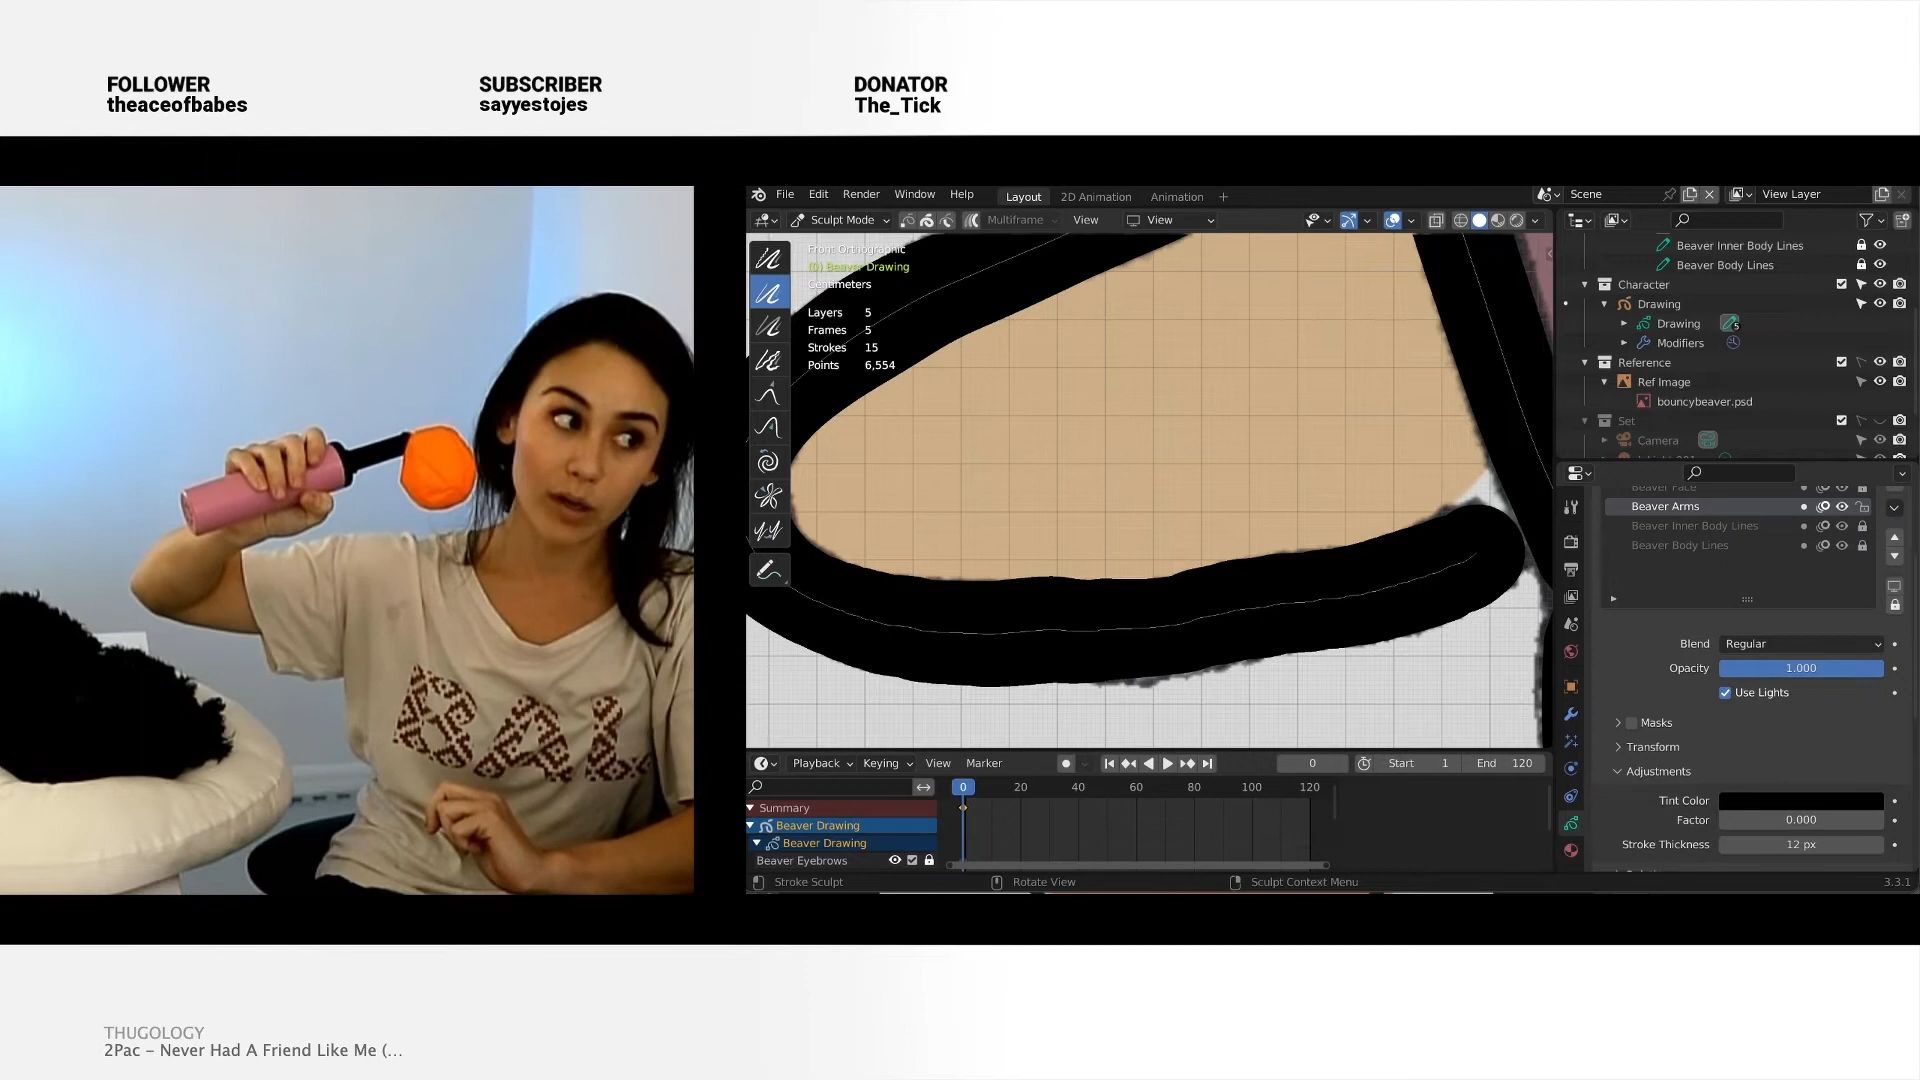 FOLLOWER
theaceofbabes
SUBSCRIBER
sayyestojes
DONATOR
The_Tick
BAL
File Edit Render Window Help
Layout 2D Animation Animation +
Scene
View Layer
Sculpt Mode
Multiframe
View
View
Front Orthographic
(0) Beaver Drawing
Centimeters
Layers 5
Frames 5
Strokes 15
Points 6,554
Beaver Inner Body Lines
Beaver Body Lines
Character
Drawing
Drawing 5
Modifiers
Reference
Ref Image
bouncybeaver.psd
Set
Camera
Beaver Face
Beaver Arms
Beaver Inner Body Lines
Beaver Body Lines
Blend Regular
Opacity 1.000
Use Lights
Masks
Transform
Adjustments
Tint Color
Factor 0.000
Stroke Thickness 12 px
Playback Keying View Marker
0
Start 1
End 120
0 20 40 60 80 100 120
Summary
Beaver Drawing
Beaver Drawing
Beaver Eyebrows
Stroke Sculpt
Rotate View
Sculpt Context Menu
3.3.1
THUGOLOGY
2Pac - Never Had A Friend Like Me (...